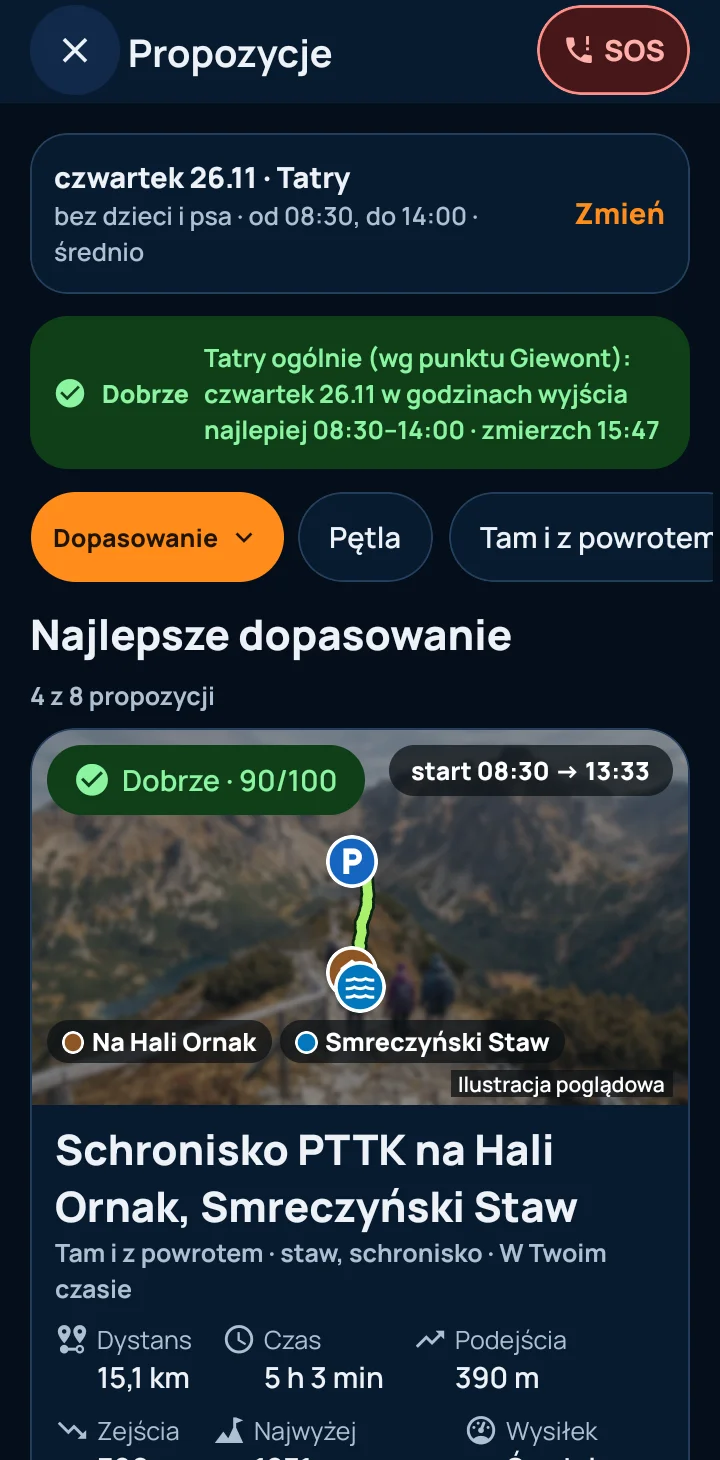 Propozycje
SOS
czwartek 26.11 · Tatry
bez dzieci i psa · od 08:30, do 14:00 ·
średnio
Zmień
Dobrze
Tatry ogólnie (wg punktu Giewont):
czwartek 26.11 w godzinach wyjścia
najlepiej 08:30–14:00 · zmierzch 15:47
Dopasowanie
Pętla
Tam i z powrotem
Najlepsze dopasowanie
4 z 8 propozycji
Dobrze · 90/100
start 08:30 → 13:33
P
Na Hali Ornak
Smreczyński Staw
Ilustracja poglądowa
Schronisko PTTK na Hali
Ornak, Smreczyński Staw
Tam i z powrotem · staw, schronisko · W Twoim
czasie
Dystans
15,1 km
Czas
5 h 3 min
Podejścia
390 m
Zejścia
Najwyżej
Wysiłek